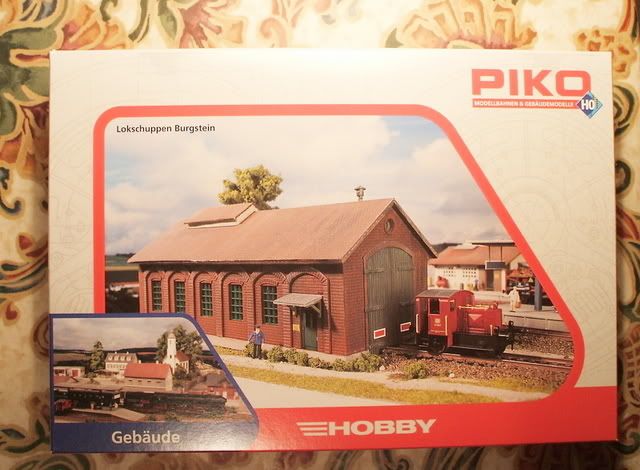 PIKO
MODELLBAHNEN & GEBÄUDEMODELLE
HO
Lokschuppen Burgstein
Gebäude
HOBBY